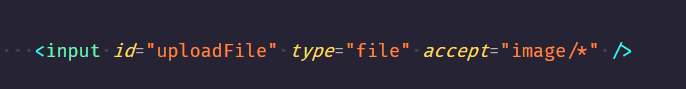 <input id="uploadFile" type="file" accept="image/*" />